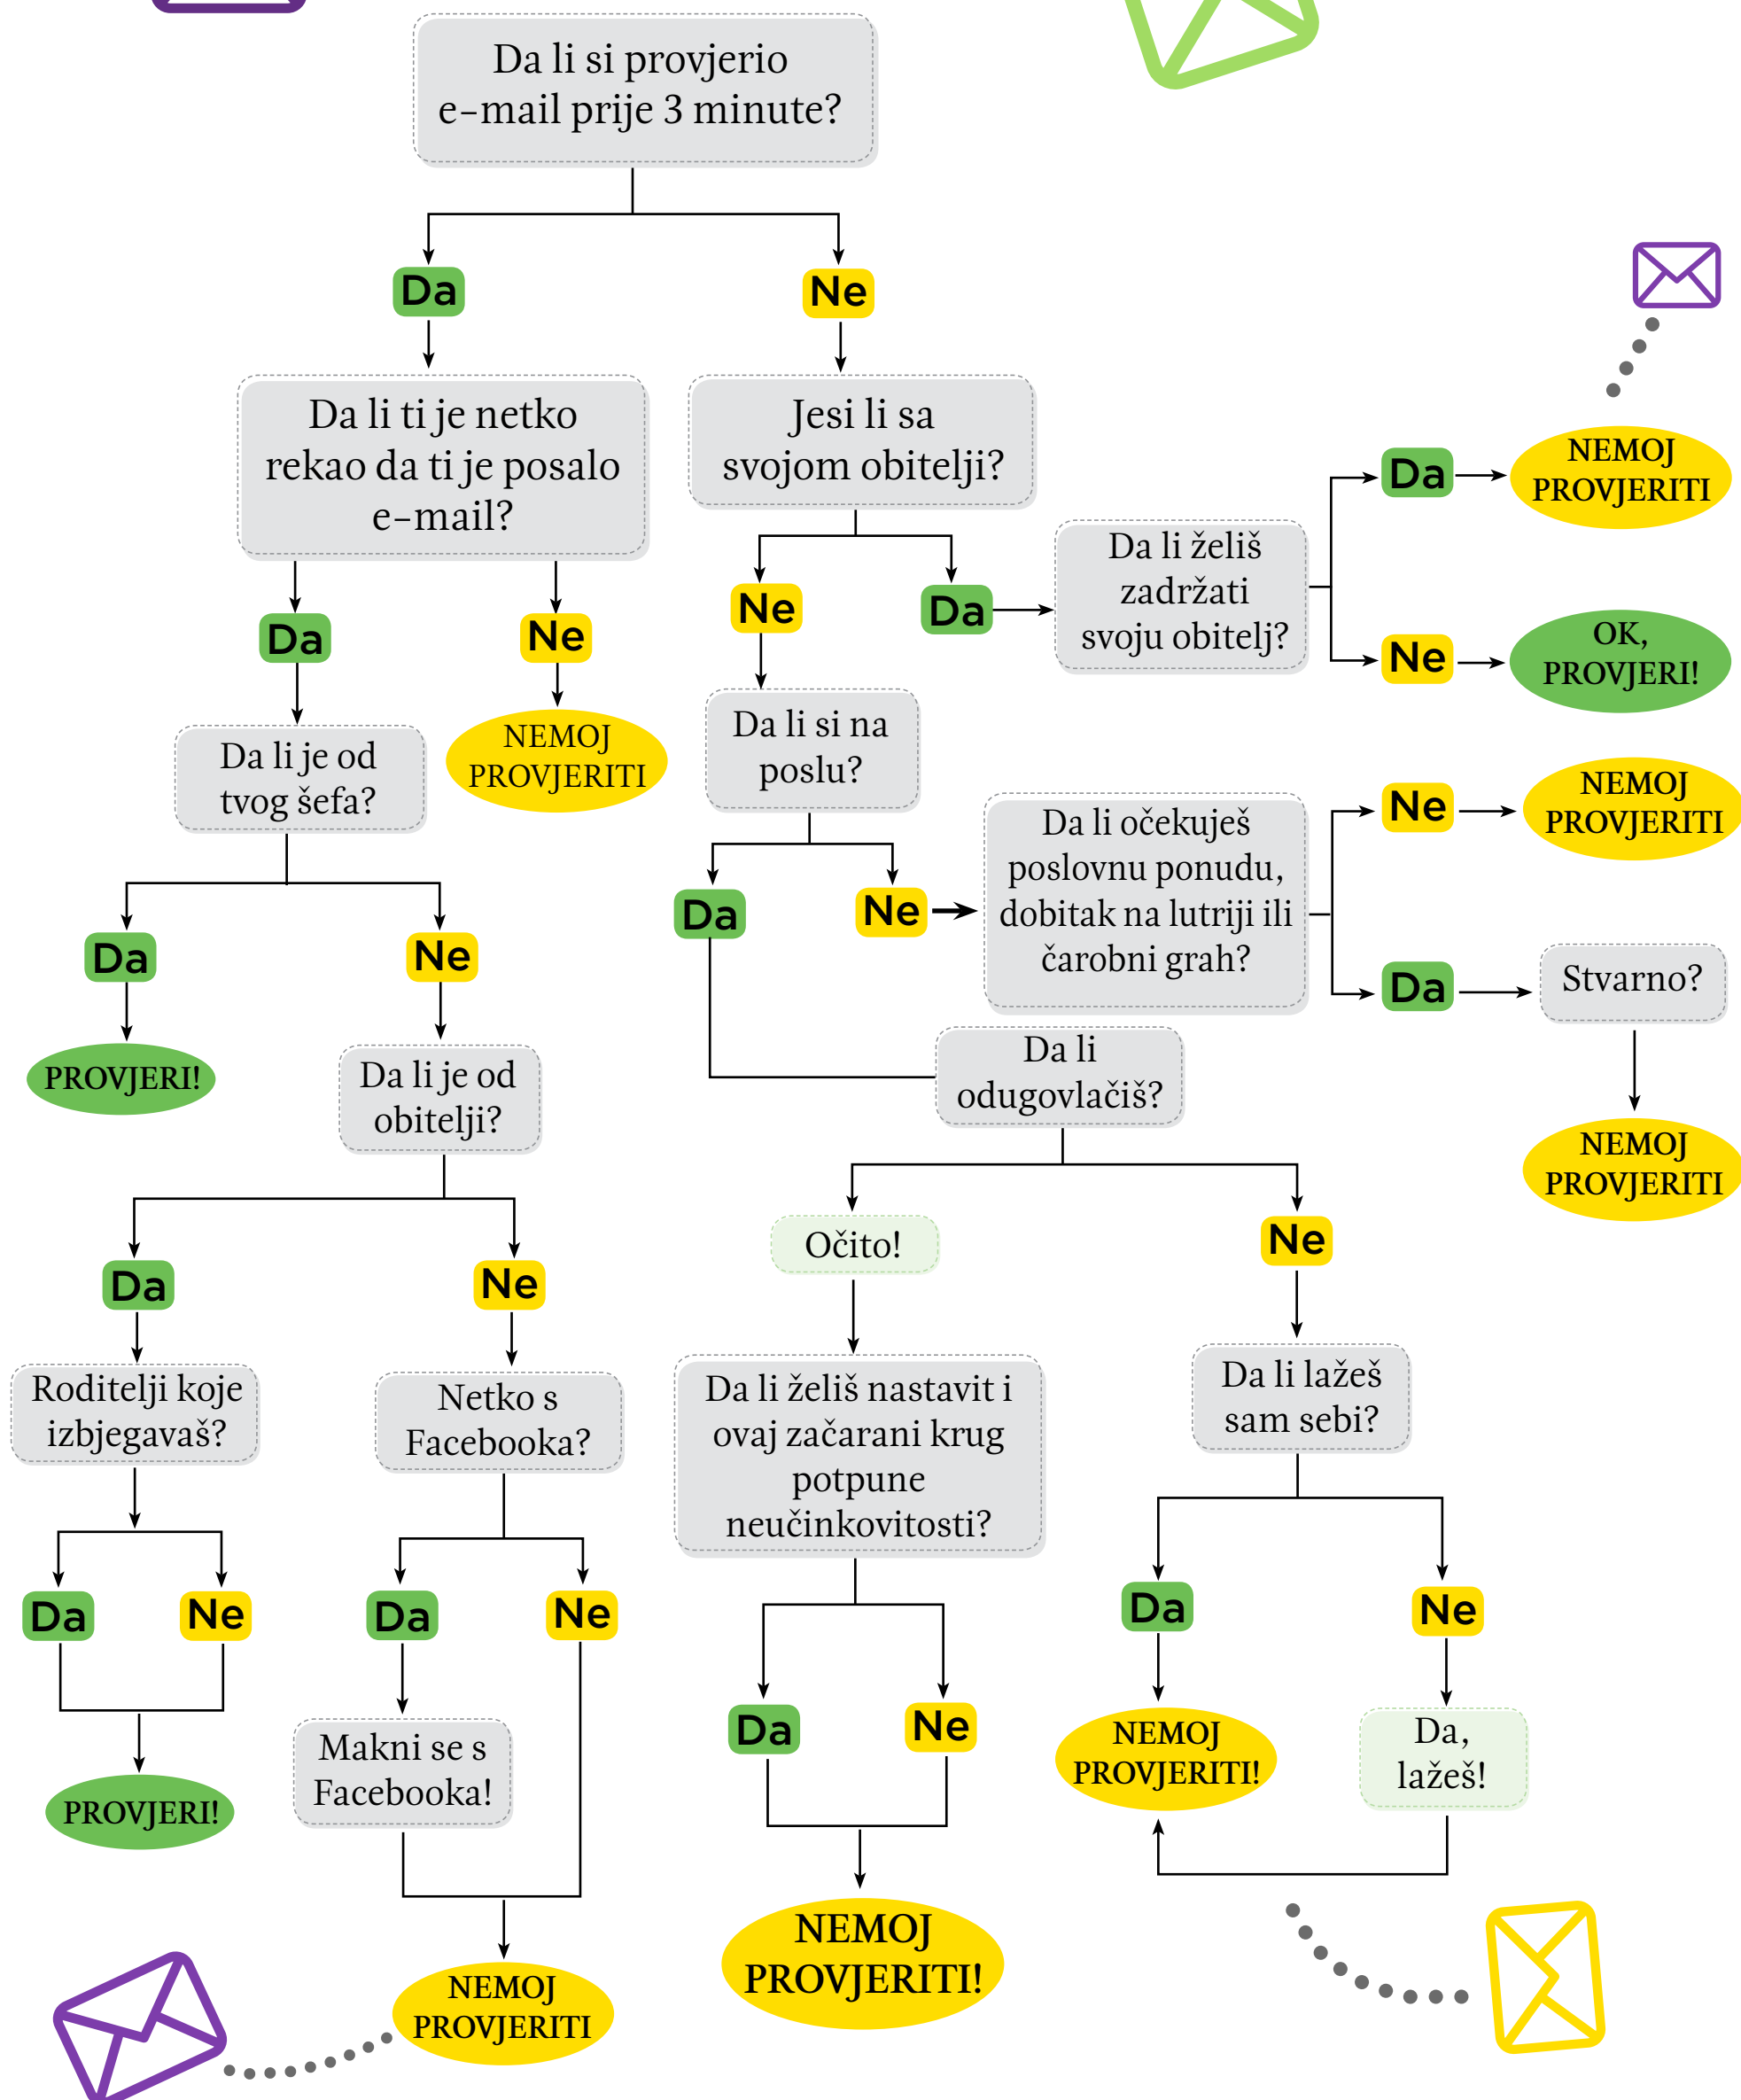 Da li si provjerio
e-mail prije 3 minute?
Da
Ne
Da li ti je netko
rekao da ti je posalo
e-mail?
Jesi li sa
svojom obitelji?
Da
NEMOJ
PROVJERITI
Da li želiš
zadržati
svoju obitelj?
Ne
Da
Da
Ne
Ne
OK,
PROVJERI!
Da li je od
tvog šefa?
NEMOJ
PROVJERITI
Da li si na
poslu?
Da li očekuješ
poslovnu ponudu,
dobitak na lutriji ili
čarobni grah?
Ne
NEMOJ
PROVJERITI
Da
Ne
Da
Ne
Da
Stvarno?
PROVJERI!
Da li je od
obitelji?
Da li
odugovlačiš?
NEMOJ
PROVJERITI
Očito!
Ne
Da
Ne
Roditelji koje
izbjegavaš?
Netko s
Facebooka?
Da li želiš nastavit i
ovaj začarani krug
potpune
neučinkovitosti?
Da li lažeš
sam sebi?
Da
Ne
Da
Ne
Da
Ne
Da
Ne
Makni se s
Facebooka!
NEMOJ
PROVJERITI!
Da,
lažeš!
PROVJERI!
NEMOJ
PROVJERITI!
NEMOJ
PROVJERITI